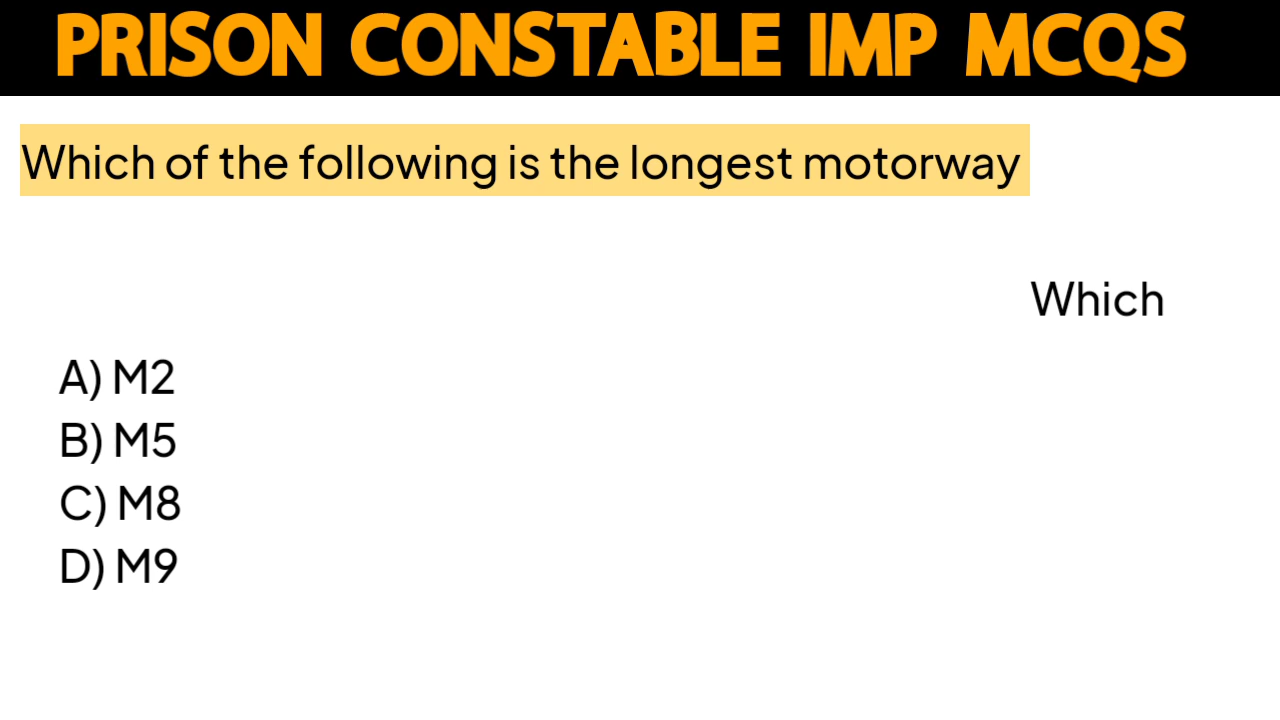 PRISON CONSTABLE IMP MCQS
Which of the following is the longest motorway
Which
A) M2
B) M5
C) M8
D) M9